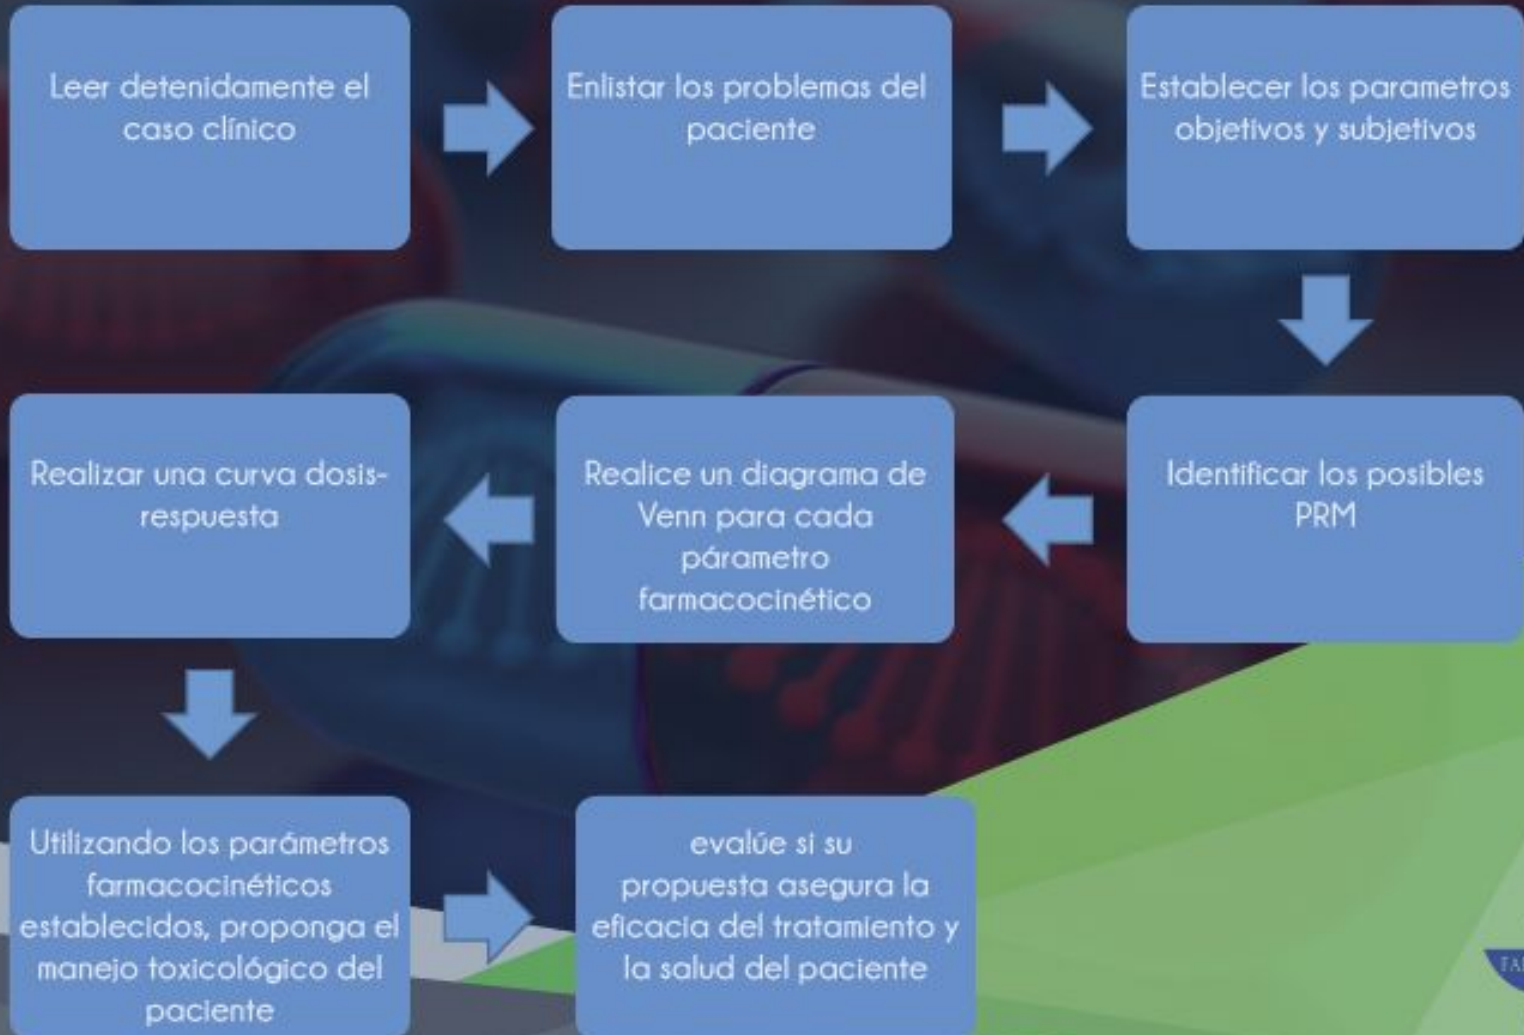 Leer detenidamente el
caso clínico
Enlistar los problemas del
paciente
Establecer los parametros
objetivos y subjetivos
Identificar los posibles
PRM
Realice un diagrama de
Venn para cada
párametro
farmacocinético
Realizar una curva dosis-
respuesta
Utilizando los parámetros
farmacocinéticos
establecidos, proponga el
manejo toxicológico del
paciente
evalúe si su
propuesta asegura la
eficacia del tratamiento y
la salud del paciente